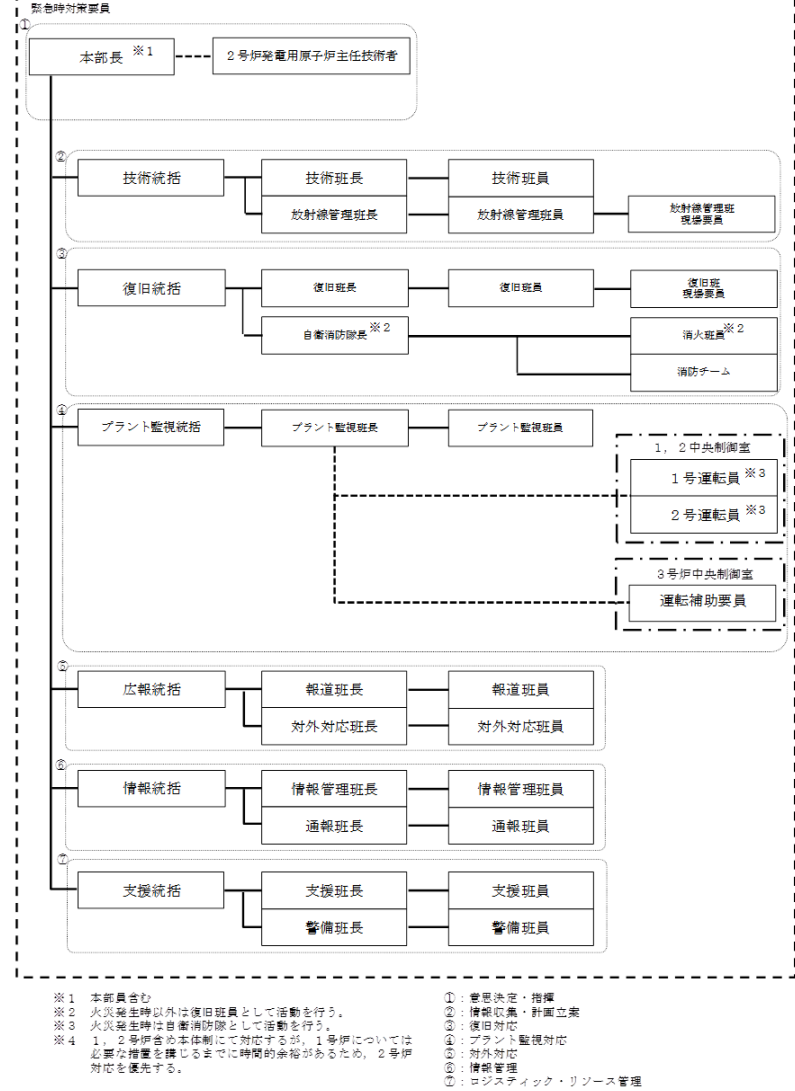 緊急時対策要員
①
本部長 ※1
2号炉発電用原子炉主任技術者
②
技術統括
技術班長
技術班員
放射線管理班長
放射線管理班員
放射線管理班
現場要員
③
復旧統括
復旧班長
復旧班員
復旧班
現場要員
自衛消防隊長※2
消火班員※2
消防チーム
④
プラント監視統括
プラント監視班長
プラント監視班員
1,2中央制御室
1号運転員 ※3
2号運転員 ※3
3号炉中央制御室
運転補助要員
⑤
広報統括
報道班長
報道班員
対外対応班長
対外対応班員
⑥
情報統括
情報管理班長
情報管理班員
通報班長
通報班員
⑦
支援統括
支援班長
支援班員
警備班長
警備班員
※1 本部員含む
※2 火災発生時以外は復旧班員として活動を行う。
※3 火災発生時は自衛消防隊として活動を行う。
※4 1,2号炉含め本体制にて対応するが,1号炉については
必要な措置を講じるまでに時間的余裕があるため,2号炉
対応を優先する。
①:意思決定・指揮
②:情報収集・計画立案
③:復旧対応
④:プラント監視対応
⑤:対外対応
⑥:情報管理
⑦:ロジスティック・リソース管理